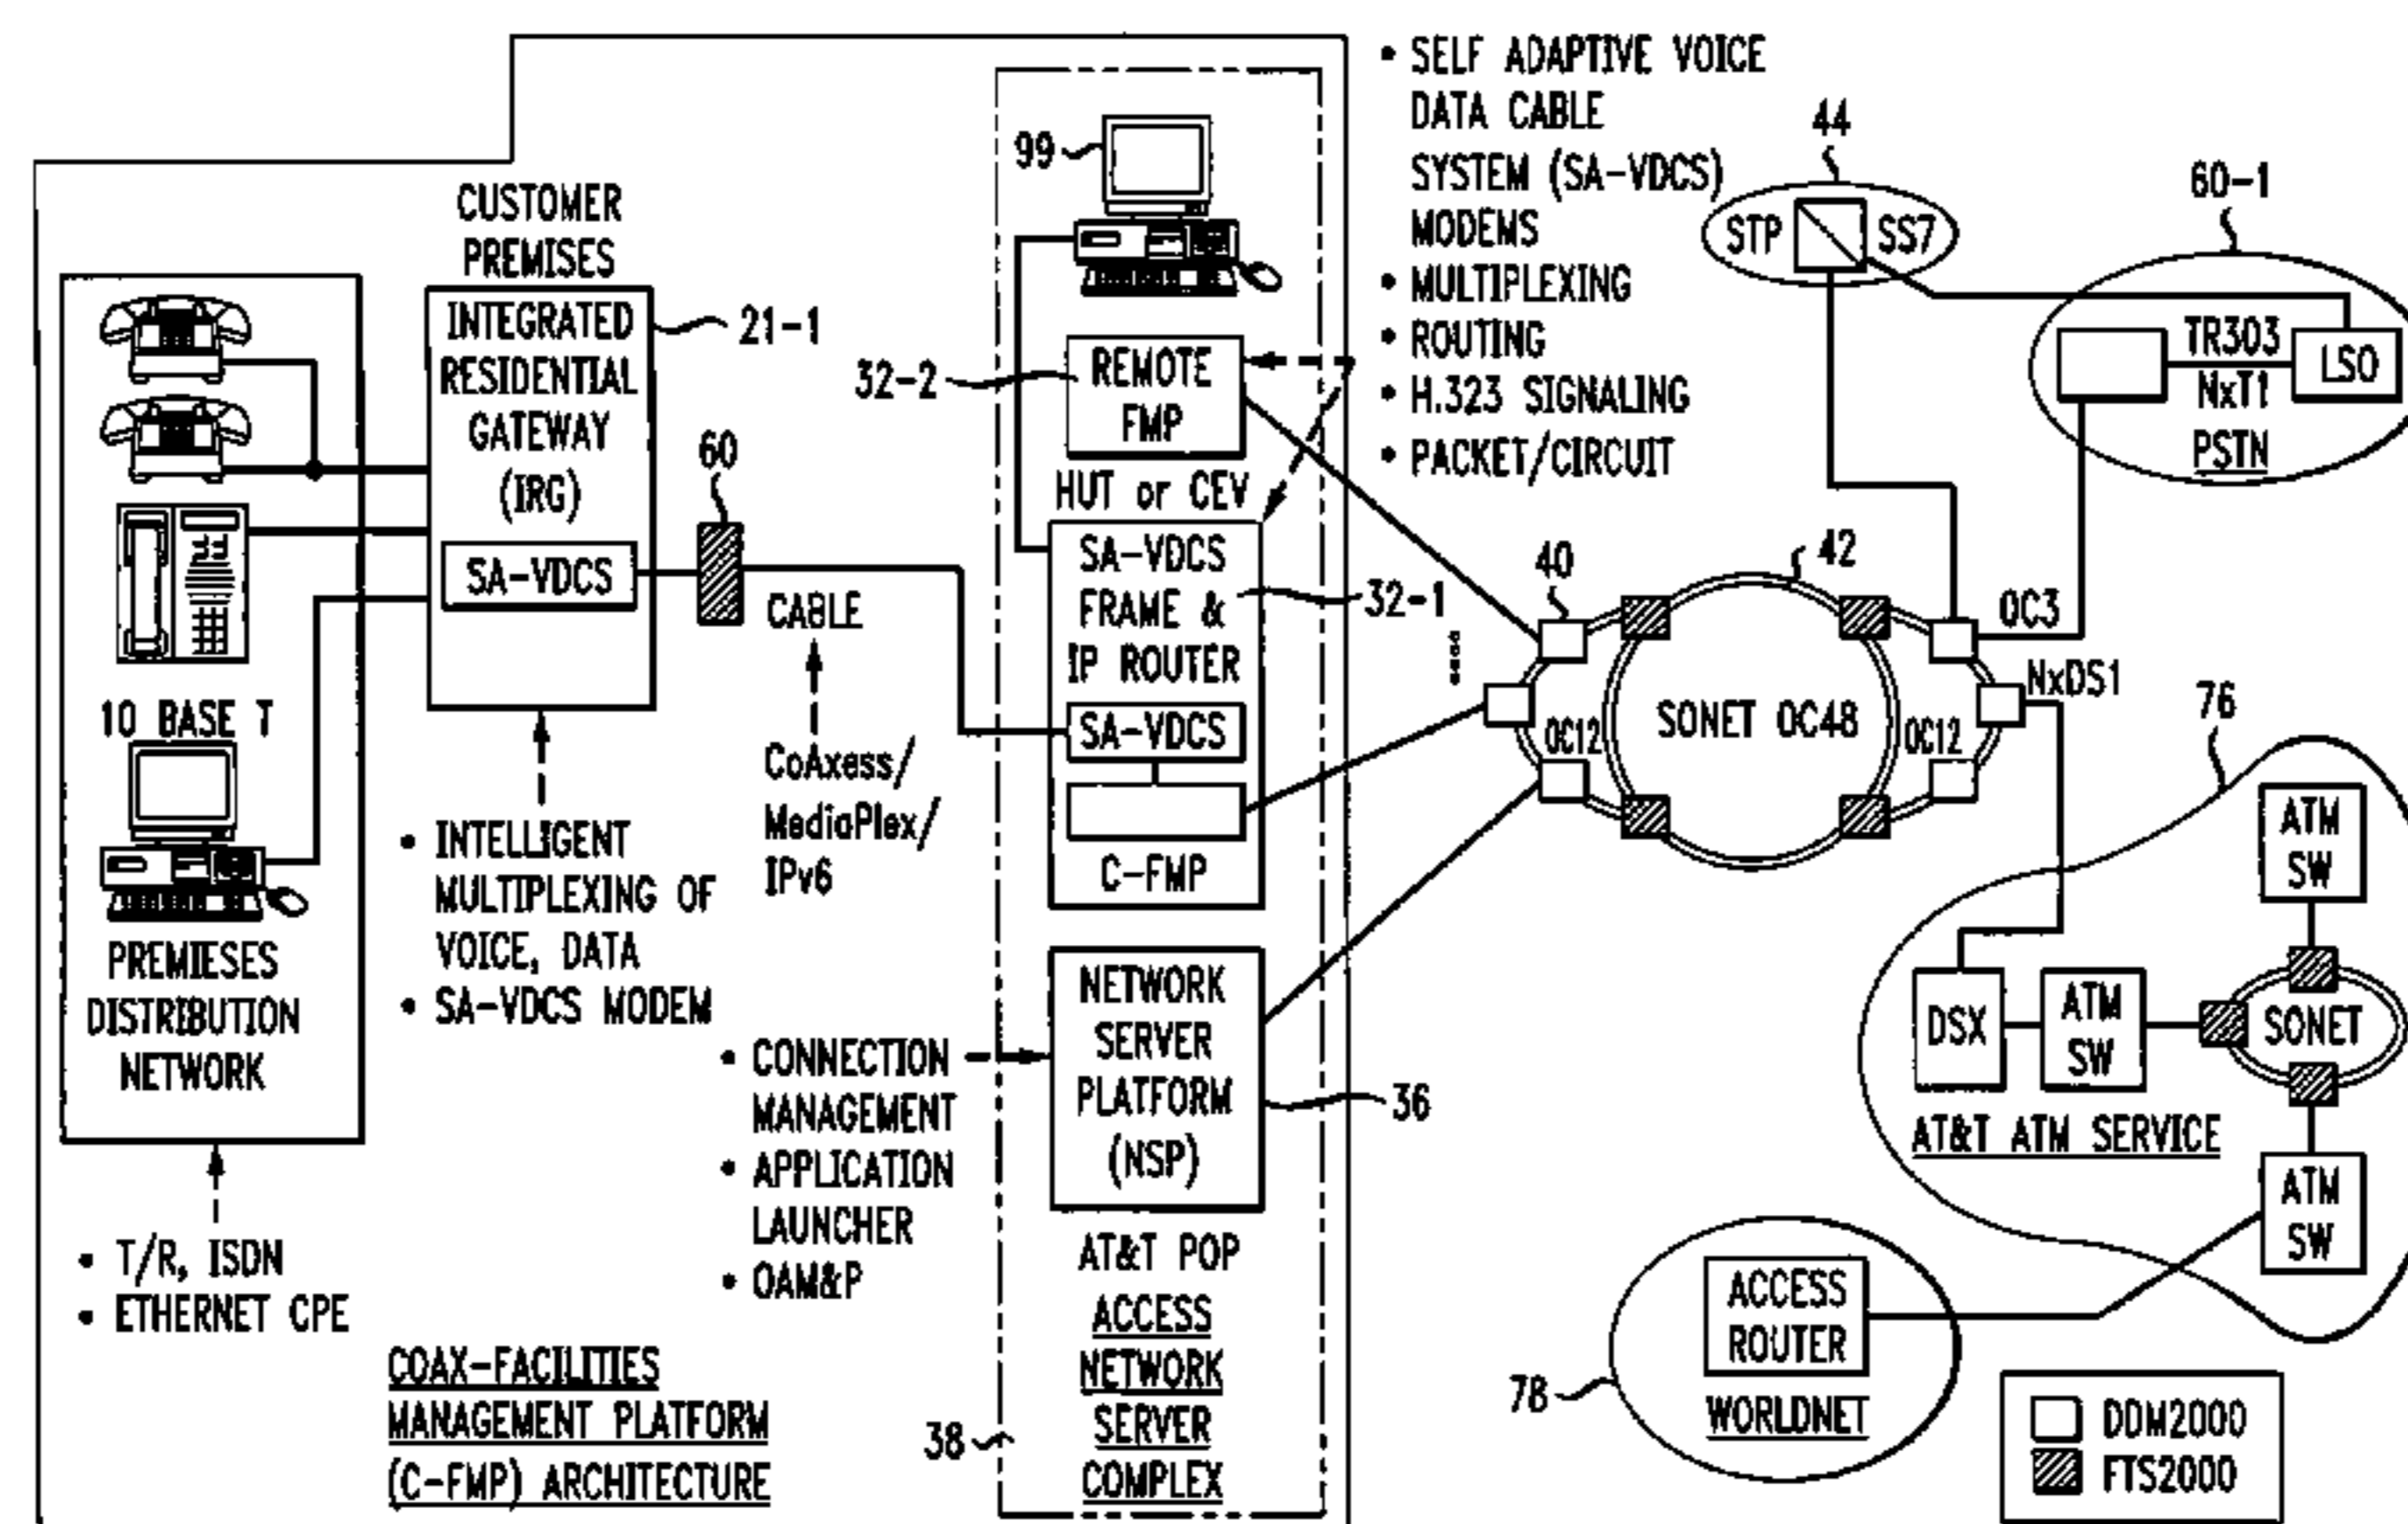 CUSTOMER
PREMISES
INTEGRATED
RESIDENTIAL
GATEWAY
(IRG)
SA-VDCS
21-1
10 BASE T
PREMIESES
DISTRIBUTION
NETWORK
• T/R, ISDN
• ETHERNET CPE
• INTELLIGENT
MULTIPLEXING OF
VOICE, DATA
• SA-VDCS MODEM
60
CABLE
CoAxess/
MediaPlex/
IPv6
• CONNECTION
MANAGEMENT
• APPLICATION
LAUNCHER
• OAM&P
COAX-FACILITIES
MANAGEMENT PLATFORM
(C-FMP) ARCHITECTURE
99
32-2
REMOTE
FMP
HUT or CEV
SA-VDCS
FRAME &
IP ROUTER
SA-VDCS
C-FMP
32-1
NETWORK
SERVER
PLATFORM
(NSP)
36
AT&T POP
ACCESS
NETWORK
SERVER
COMPLEX
38
• SELF ADAPTIVE VOICE
DATA CABLE
SYSTEM (SA-VDCS)
MODEMS
• MULTIPLEXING
• ROUTING
• H.323 SIGNALING
• PACKET/CIRCUIT
44
STP SS7
60-1
TR303
NxT1
LSO
PSTN
40
42
OC3
NxDS1
OC12
SONET OC48
OC12
76
ATM
SW
DSX
ATM
SW
SONET
AT&T ATM SERVICE
ATM
SW
ACCESS
ROUTER
WORLDNET
78
DDM2000
FTS2000